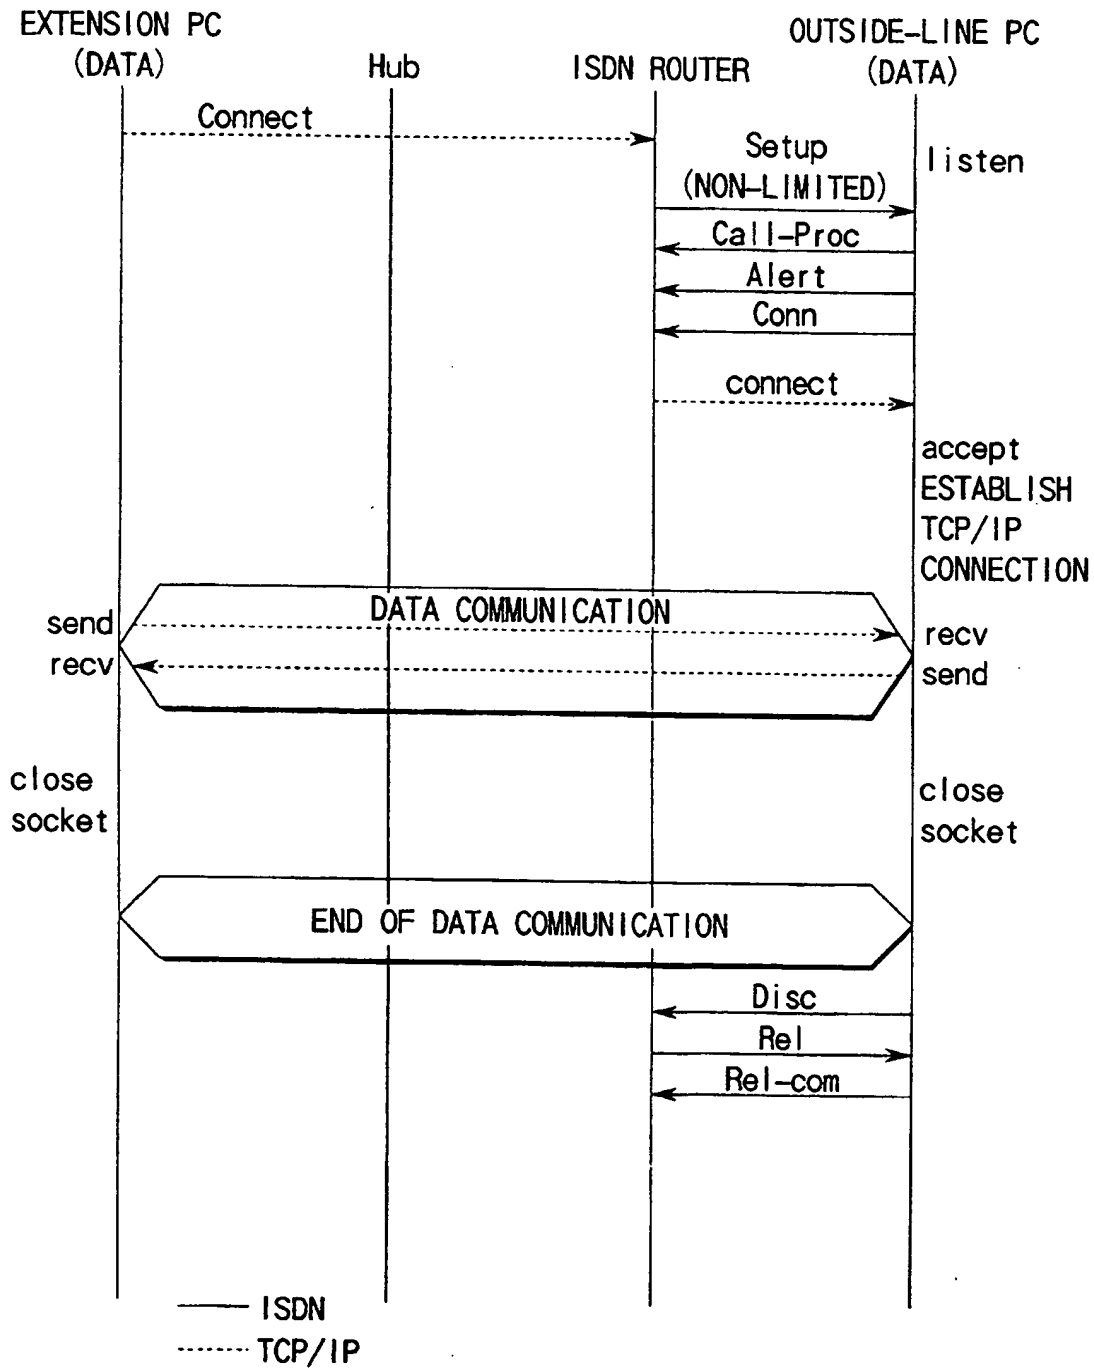 EXTENSION PC
(DATA)
Hub
ISDN ROUTER
OUTSIDE-LINE PC
(DATA)
Connect
Setup
(NON-LIMITED)
listen
Call-Proc
Alert
Conn
connect
accept
ESTABLISH
TCP/IP
CONNECTION
DATA COMMUNICATION
send
recv
recv
send
close
socket
close
socket
END OF DATA COMMUNICATION
Disc
Rel
Rel-com
ISDN
TCP/IP